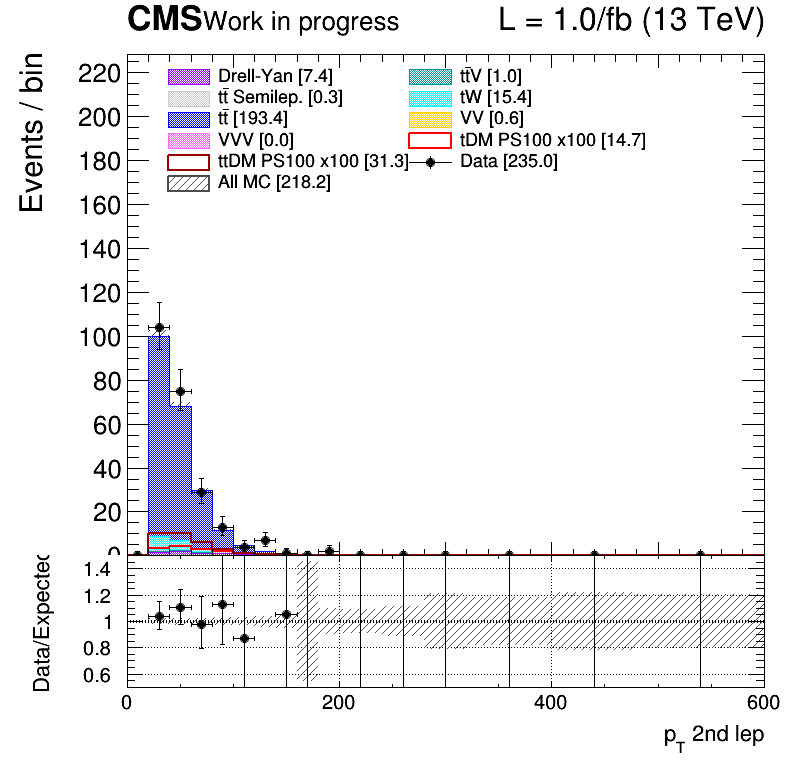 CMS Work in progress L = 1.0/fb (13 TeV)
Events / bin
220
200
180
160
140
120
100
80
60
40
20
0
Drell-Yan [7.4] tt̄V [1.0]
tt̄ Semilep. [0.3] tW [15.4]
tt̄ [193.4] VV [0.6]
VVV [0.0] tDM PS100 x100 [14.7]
ttDM PS100 x100 [31.3] Data [235.0]
All MC [218.2]
Data/Expected
1.4
1.2
1
0.8
0.6
0 200 400 600
p_T 2nd lep